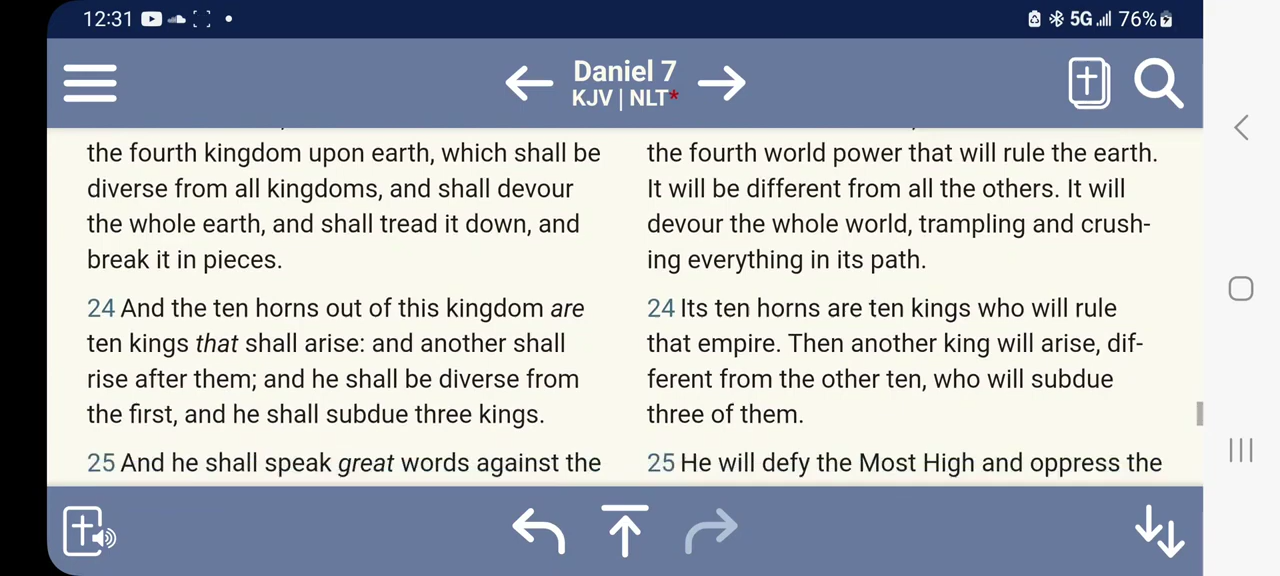 12:31
5G
76%
Daniel 7
KJV | NLT*
the fourth kingdom upon earth, which shall be
diverse from all kingdoms, and shall devour
the whole earth, and shall tread it down, and
break it in pieces.
24 And the ten horns out of this kingdom are
ten kings that shall arise: and another shall
rise after them; and he shall be diverse from
the first, and he shall subdue three kings.
25 And he shall speak great words against the
the fourth world power that will rule the earth.
It will be different from all the others. It will
devour the whole world, trampling and crush-
ing everything in its path.
24 Its ten horns are ten kings who will rule
that empire. Then another king will arise, dif-
ferent from the other ten, who will subdue
three of them.
25 He will defy the Most High and oppress the